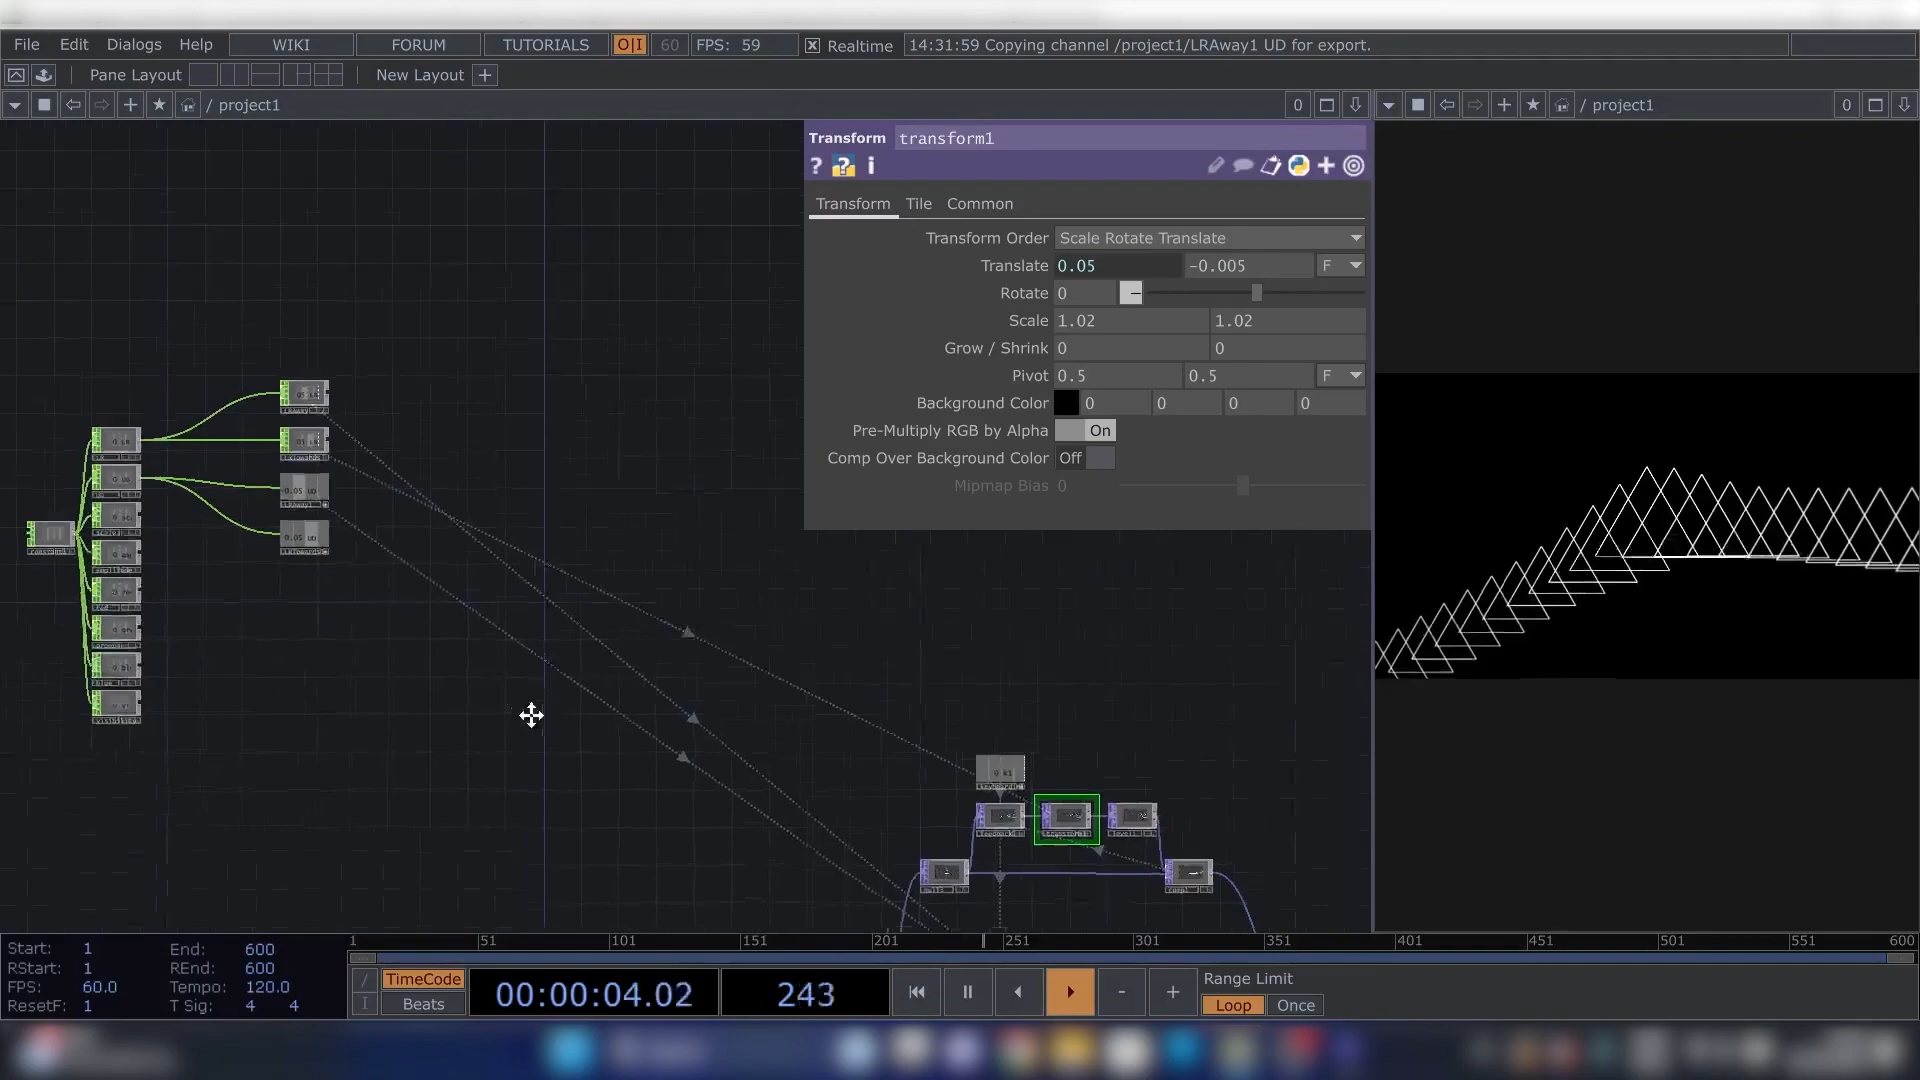 File Edit Dialogs Help WIKI FORUM TUTORIALS O|I 60 FPS: 59 Realtime 14:31:59 Copying channel /project1/LRAway1 UD for export.
Pane Layout New Layout
/ project1 0 / project1 0
Transform transform1
Transform Tile Common
Transform Order Scale Rotate Translate
Translate 0.05 -0.005 F
Rotate 0
Scale 1.02 1.02
Grow / Shrink 0 0
Pivot 0.5 0.5 F
Background Color 0 0 0 0
Pre-Multiply RGB by Alpha On
Comp Over Background Color Off
Mipmap Bias 0
Start: 1 End: 600
RStart: 1 REnd: 600
FPS: 60.0 Tempo: 120.0
ResetF: 1 T Sig: 4 4
1 51 101 151 201 251 301 351 401 451 501 551 600
TimeCode
Beats
00:00:04.02 243
Range Limit
Loop Once